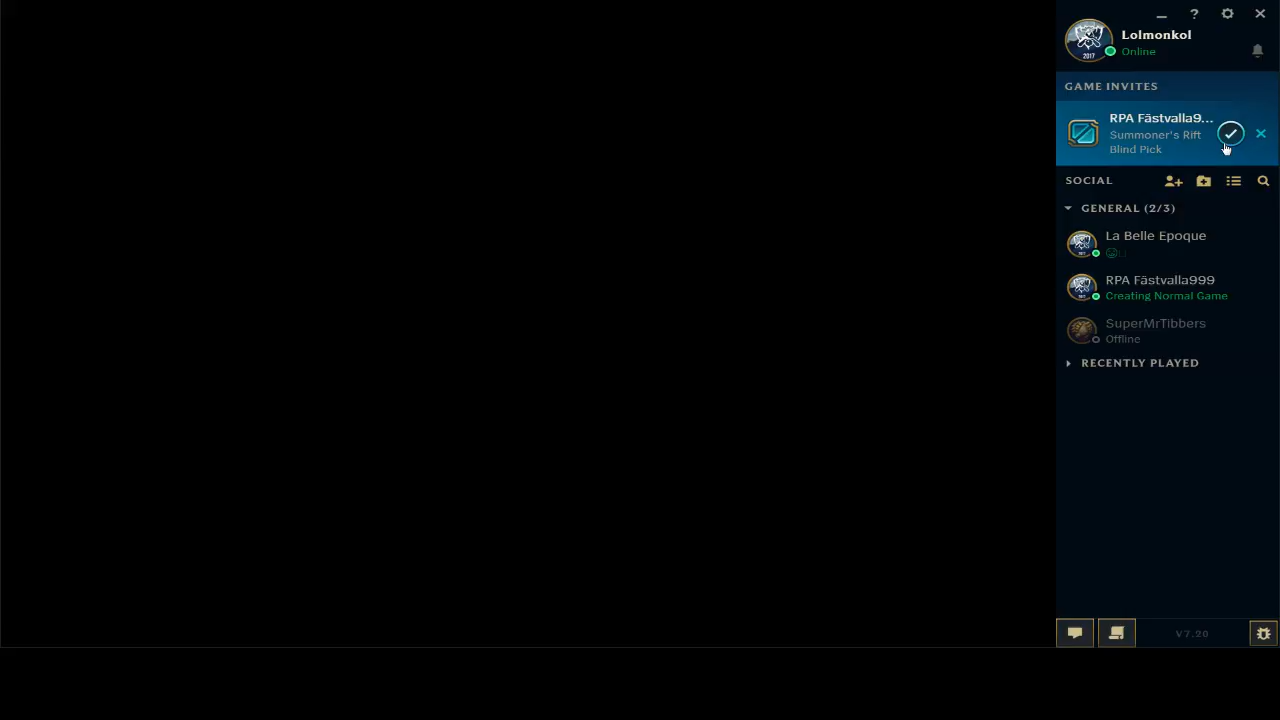 Lolmonkol
2017
Online
GAME INVITES
RPA Fästvalla9...
Summoner's Rift
Blind Pick
SOCIAL
GENERAL (2/3)
La Belle Epoque
RPA Fästvalla999
Creating Normal Game
SuperMrTibbers
Offline
RECENTLY PLAYED
V7.20